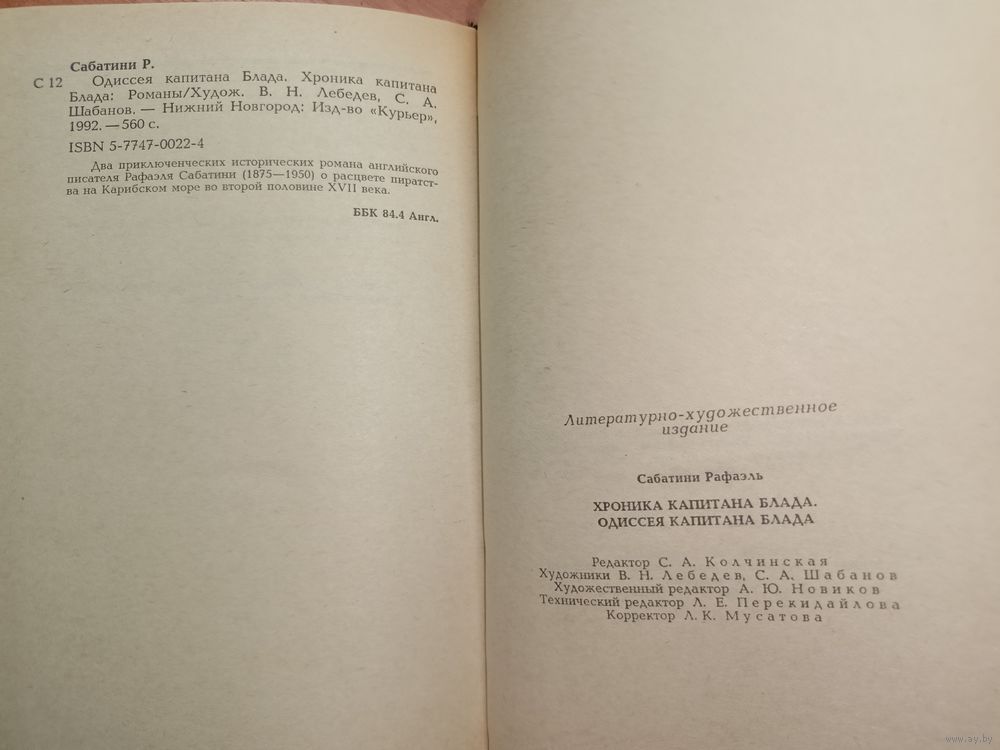 Сабатини Р.
С 12 Одиссея капитана Блада. Хроника капитана
Блада: Романы/Худож. В. Н. Лебедев, С. А.
Шабанов. — Нижний Новгород: Изд-во «Курьер»,
1992. — 560 с.
ISBN 5-7747-0022-4
Два приключенческих исторических романа английского
писателя Рафаэля Сабатини (1875—1950) о расцвете пиратст-
ва на Карибском море во второй половине XVII века.
ББК 84.4 Англ.
Литературно-художественное
издание
Сабатини Рафаэль
ХРОНИКА КАПИТАНА БЛАДА.
ОДИССЕЯ КАПИТАНА БЛАДА
Редактор С. А. Колчинская
Художники В. Н. Лебедев, С. А. Шабанов
Художественный редактор А. Ю. Новиков
Технический редактор Л. Е. Перекидайлова
Корректор Л. К. Мусатова
www.ay.by